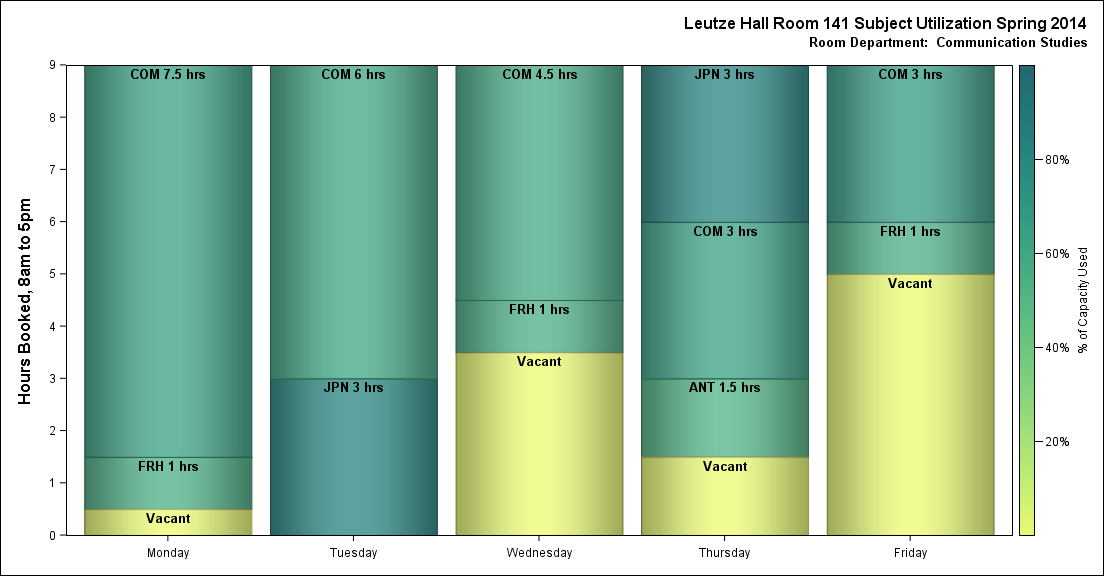 Leutze Hall Room 141 Subject Utilization Spring 2014
Room Department:  Communication Studies
Hours Booked, 8am to 5pm
9
8
7
6
5
4
3
2
1
0
COM 7.5 hrs
FRH 1 hrs
Vacant
COM 6 hrs
JPN 3 hrs
COM 4.5 hrs
FRH 1 hrs
Vacant
JPN 3 hrs
COM 3 hrs
ANT 1.5 hrs
Vacant
COM 3 hrs
FRH 1 hrs
Vacant
Monday
Tuesday
Wednesday
Thursday
Friday
80%
60%
40%
20%
% of Capacity Used